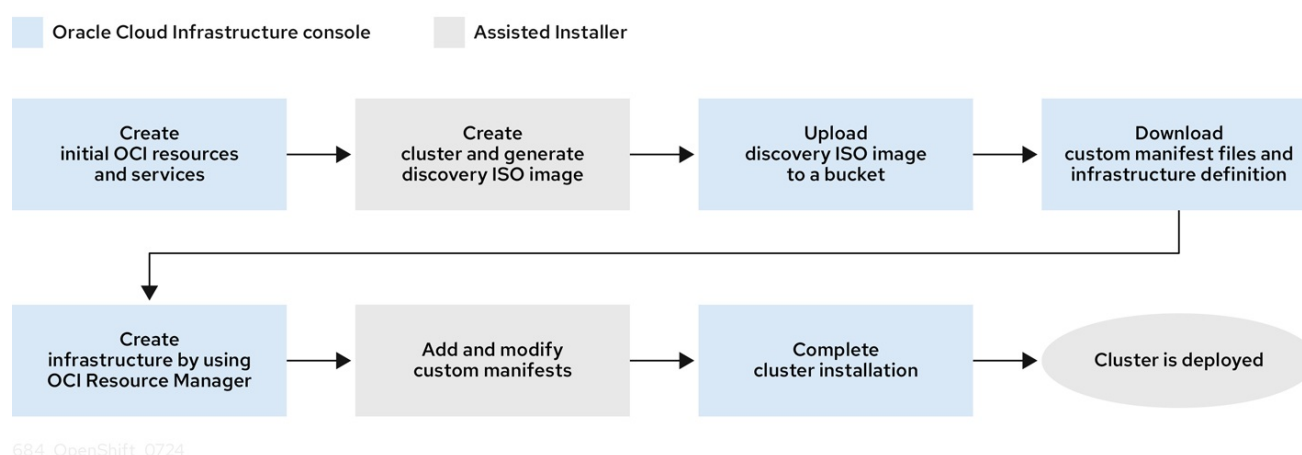 Oracle Cloud Infrastructure console
Assisted Installer
Create
initial OCI resources
and services
Create
cluster and generate
discovery ISO image
Upload
discovery ISO image
to a bucket
Download
custom manifest files and
infrastructure definition
Create
infrastructure by using
OCI Resource Manager
Add and modify
custom manifests
Complete
cluster installation
Cluster is deployed
684_OpenShift_0724